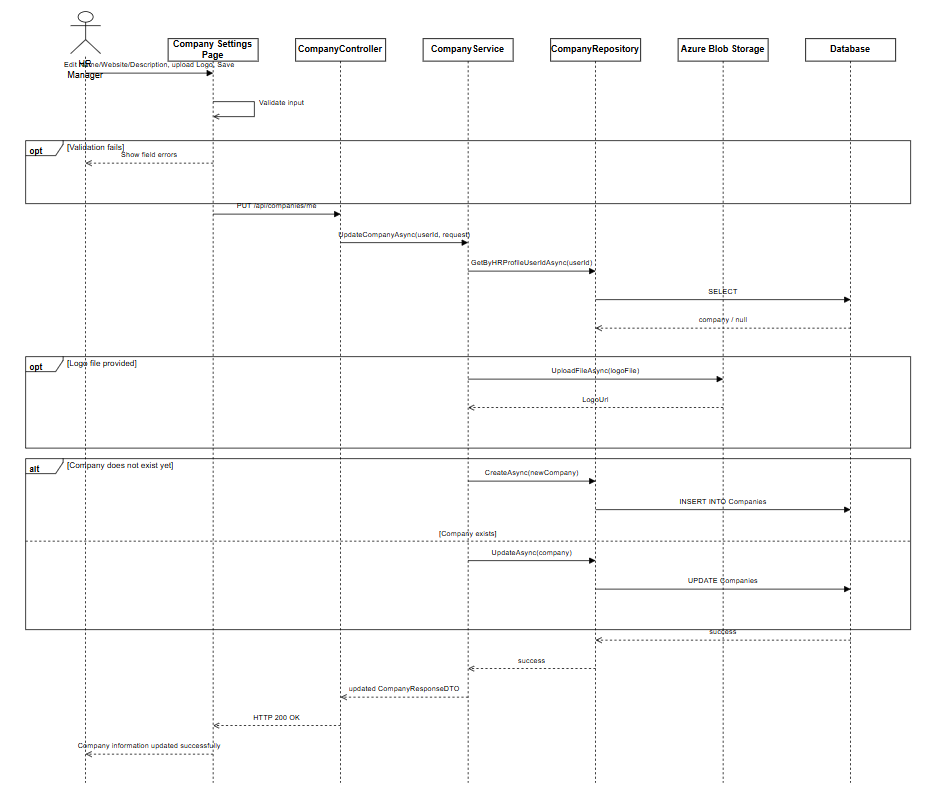 Company Settings
Page
CompanyController
CompanyService
CompanyRepository
Azure Blob Storage
Database
HR
Manager
Edit Name/Website/Description, upload Logo, Save
Validate input
opt
[Validation fails]
Show field errors
PUT /api/companies/me
UpdateCompanyAsync(userId, request)
GetByHRProfileUserIdAsync(userId)
SELECT
company / null
opt
[Logo file provided]
UploadFileAsync(logoFile)
LogoUrl
alt
[Company does not exist yet]
CreateAsync(newCompany)
INSERT INTO Companies
[Company exists]
UpdateAsync(company)
UPDATE Companies
success
success
updated CompanyResponseDTO
HTTP 200 OK
Company information updated successfully